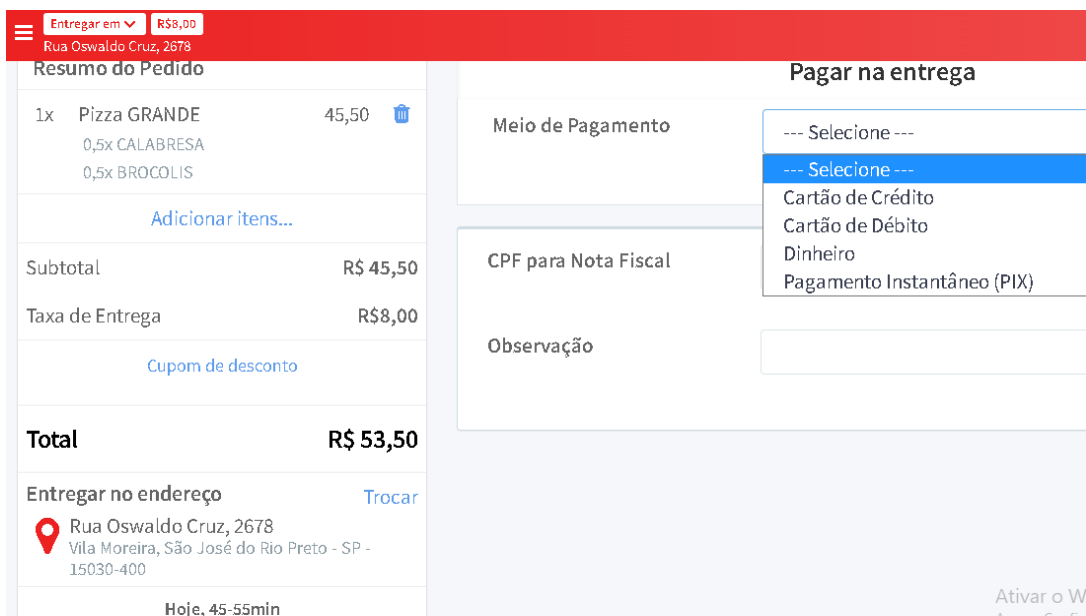 Entregar em R$8,00
Rua Oswaldo Cruz, 2678
Resumo do Pedido
1x Pizza GRANDE 45,50
0,5x CALABRESA
0,5x BROCOLIS
Adicionar itens...
Subtotal R$ 45,50
Taxa de Entrega R$8,00
Cupom de desconto
Total R$ 53,50
Entregar no endereço Trocar
Rua Oswaldo Cruz, 2678
Vila Moreira, São José do Rio Preto - SP -
15030-400
Hoje, 45-55min
Pagar na entrega
Meio de Pagamento --- Selecione ---
--- Selecione ---
Cartão de Crédito
Cartão de Débito
Dinheiro
Pagamento Instantâneo (PIX)
CPF para Nota Fiscal
Observação
Ativar o W